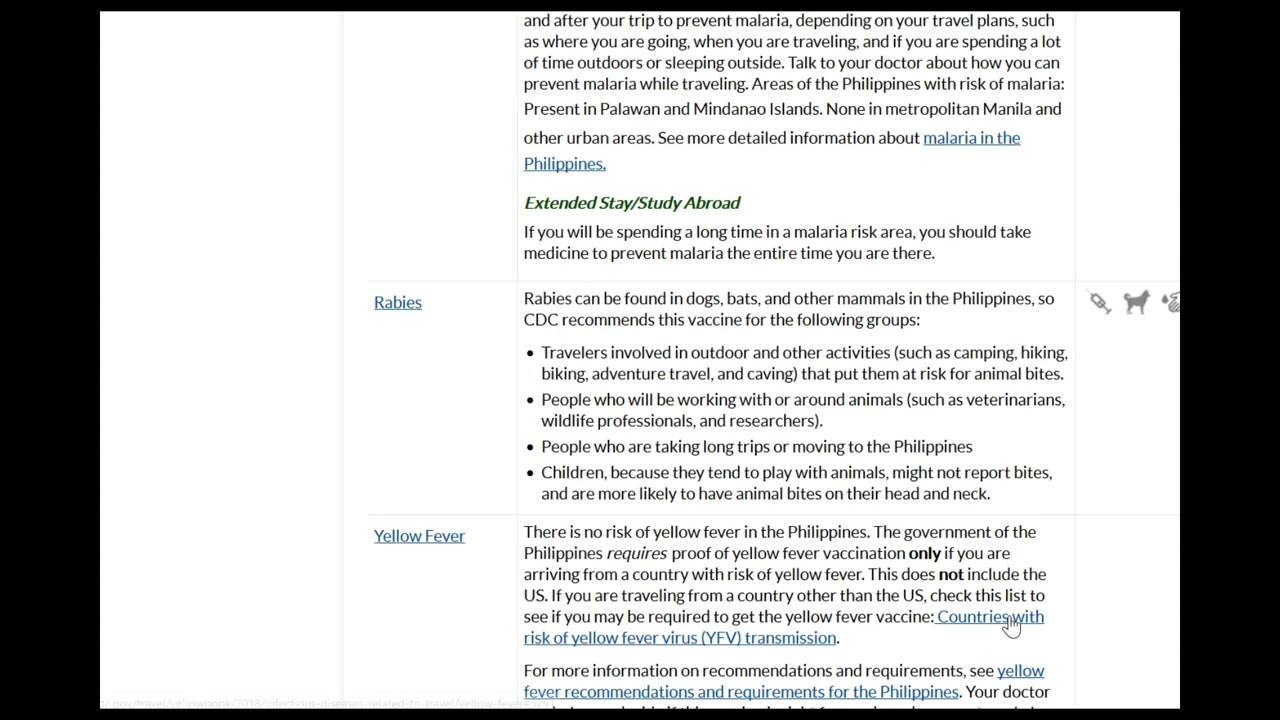 and after your trip to prevent malaria, depending on your travel plans, such
as where you are going, when you are traveling, and if you are spending a lot
of time outdoors or sleeping outside. Talk to your doctor about how you can
prevent malaria while traveling. Areas of the Philippines with risk of malaria:
Present in Palawan and Mindanao Islands. None in metropolitan Manila and
other urban areas. See more detailed information about malaria in the
Philippines.
Extended Stay/Study Abroad
If you will be spending a long time in a malaria risk area, you should take
medicine to prevent malaria the entire time you are there.
Rabies
Rabies can be found in dogs, bats, and other mammals in the Philippines, so
CDC recommends this vaccine for the following groups:
• Travelers involved in outdoor and other activities (such as camping, hiking,
biking, adventure travel, and caving) that put them at risk for animal bites.
• People who will be working with or around animals (such as veterinarians,
wildlife professionals, and researchers).
• People who are taking long trips or moving to the Philippines
• Children, because they tend to play with animals, might not report bites,
and are more likely to have animal bites on their head and neck.
Yellow Fever
There is no risk of yellow fever in the Philippines. The government of the
Philippines requires proof of yellow fever vaccination only if you are
arriving from a country with risk of yellow fever. This does not include the
US. If you are traveling from a country other than the US, check this list to
see if you may be required to get the yellow fever vaccine: Countries with
risk of yellow fever virus (YFV) transmission.
For more information on recommendations and requirements, see yellow
fever recommendations and requirements for the Philippines. Your doctor